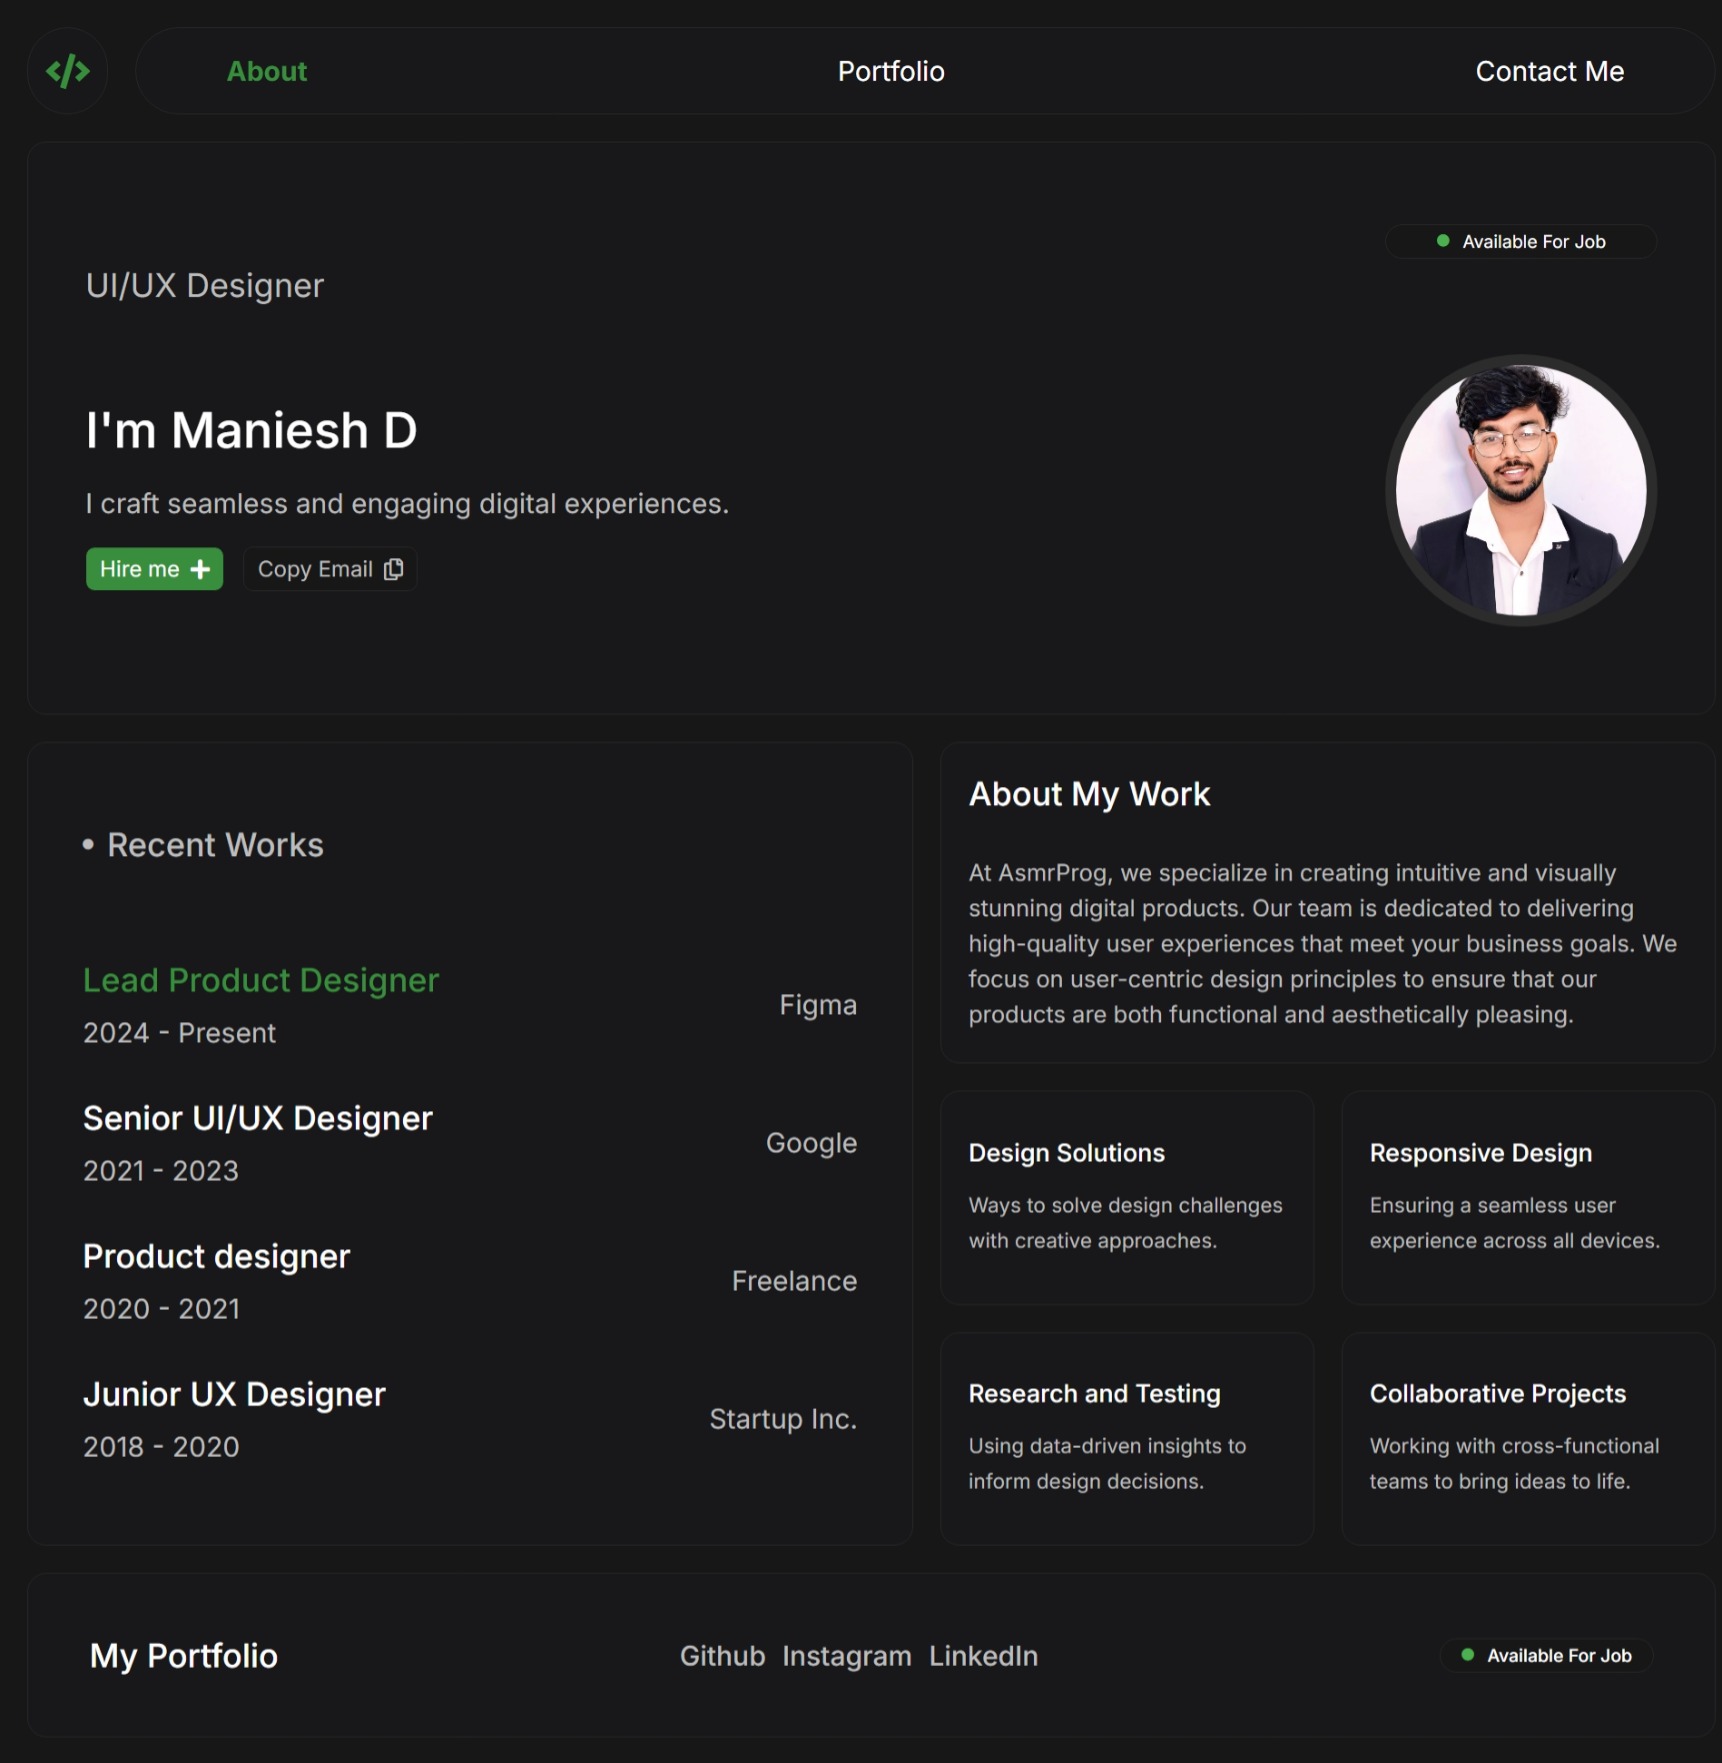 About
Portfolio
Contact Me
Available For Job
UI/UX Designer
I'm Maniesh D
I craft seamless and engaging digital experiences.
Hire me
Copy Email
• Recent Works
Lead Product Designer
2024 - Present
Figma
Senior UI/UX Designer
2021 - 2023
Google
Product designer
2020 - 2021
Freelance
Junior UX Designer
2018 - 2020
Startup Inc.
About My Work
At AsmrProg, we specialize in creating intuitive and visually
stunning digital products. Our team is dedicated to delivering
high-quality user experiences that meet your business goals. We
focus on user-centric design principles to ensure that our
products are both functional and aesthetically pleasing.
Design Solutions
Ways to solve design challenges
with creative approaches.
Responsive Design
Ensuring a seamless user
experience across all devices.
Research and Testing
Using data-driven insights to
inform design decisions.
Collaborative Projects
Working with cross-functional
teams to bring ideas to life.
My Portfolio
Github Instagram LinkedIn
Available For Job